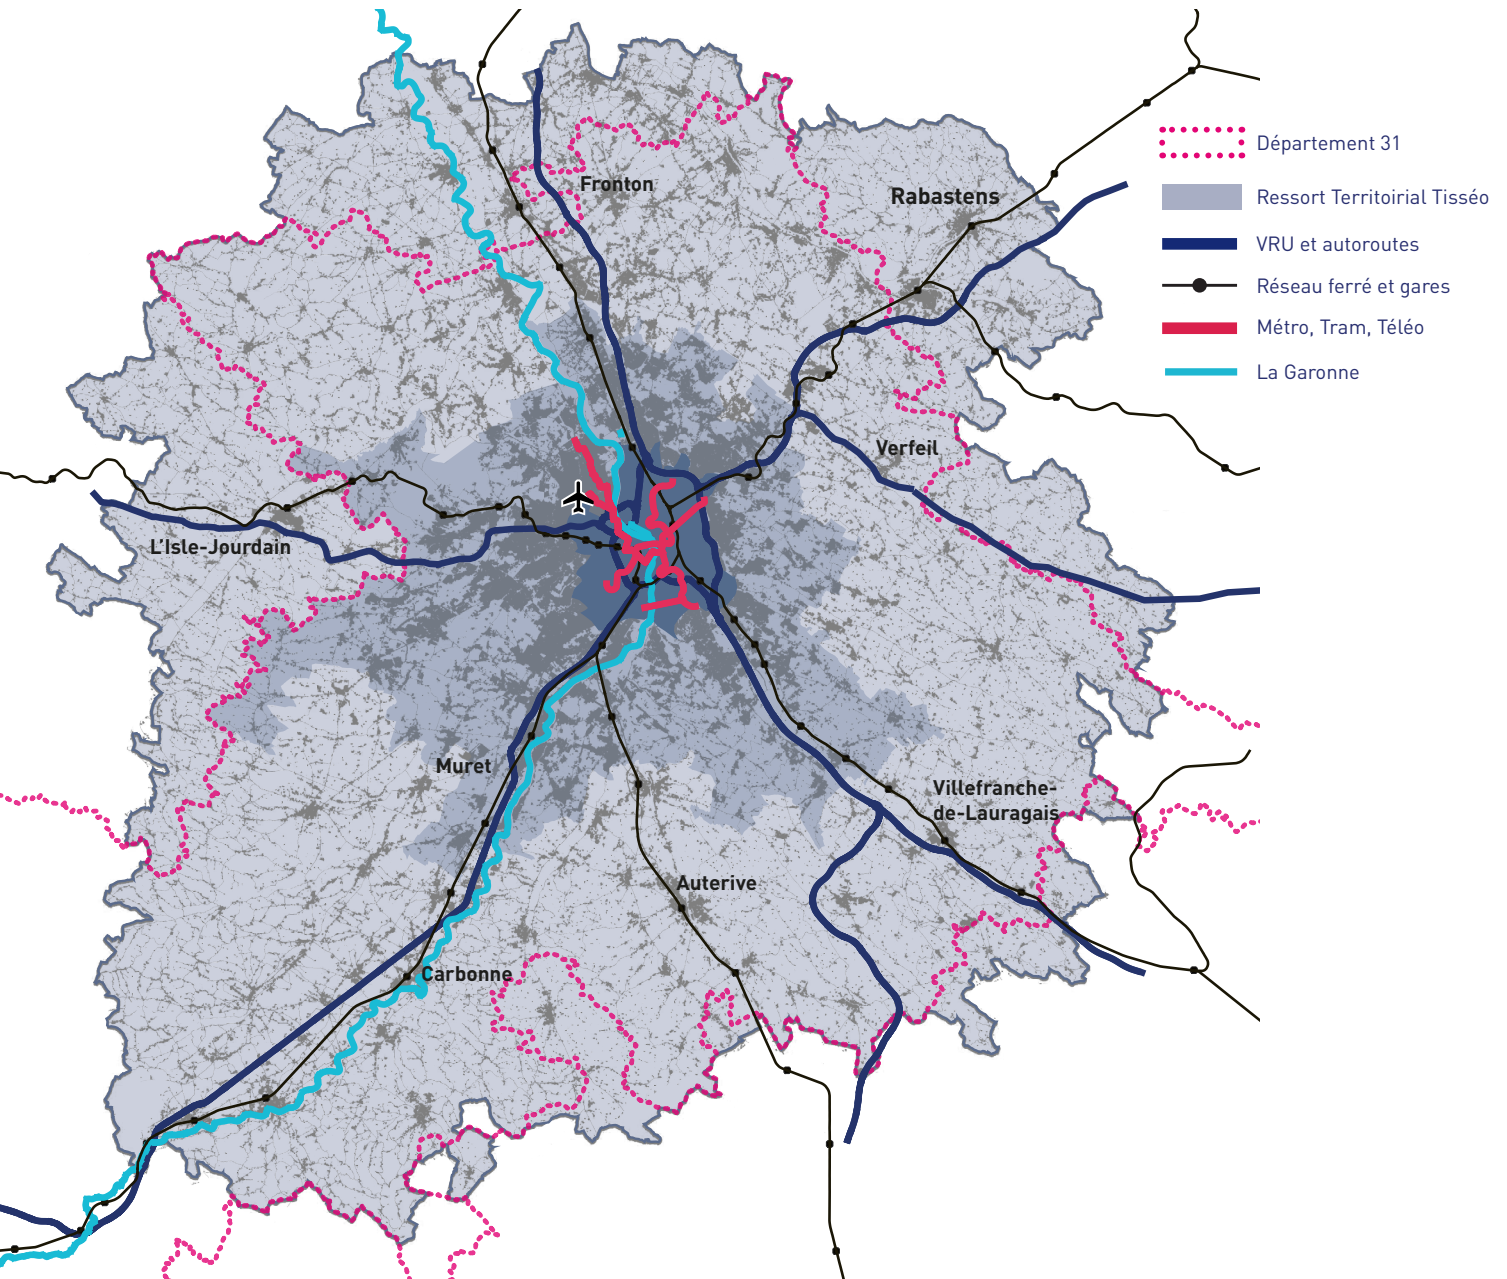 Fronton
Rabastens
Verfeil
L'Isle-Jourdain
Muret
Villefranche-
de-Lauragais
Auterive
Carbonne
Département 31
Ressort Territoirial Tisséo
VRU et autoroutes
Réseau ferré et gares
Métro, Tram, Téléo
La Garonne